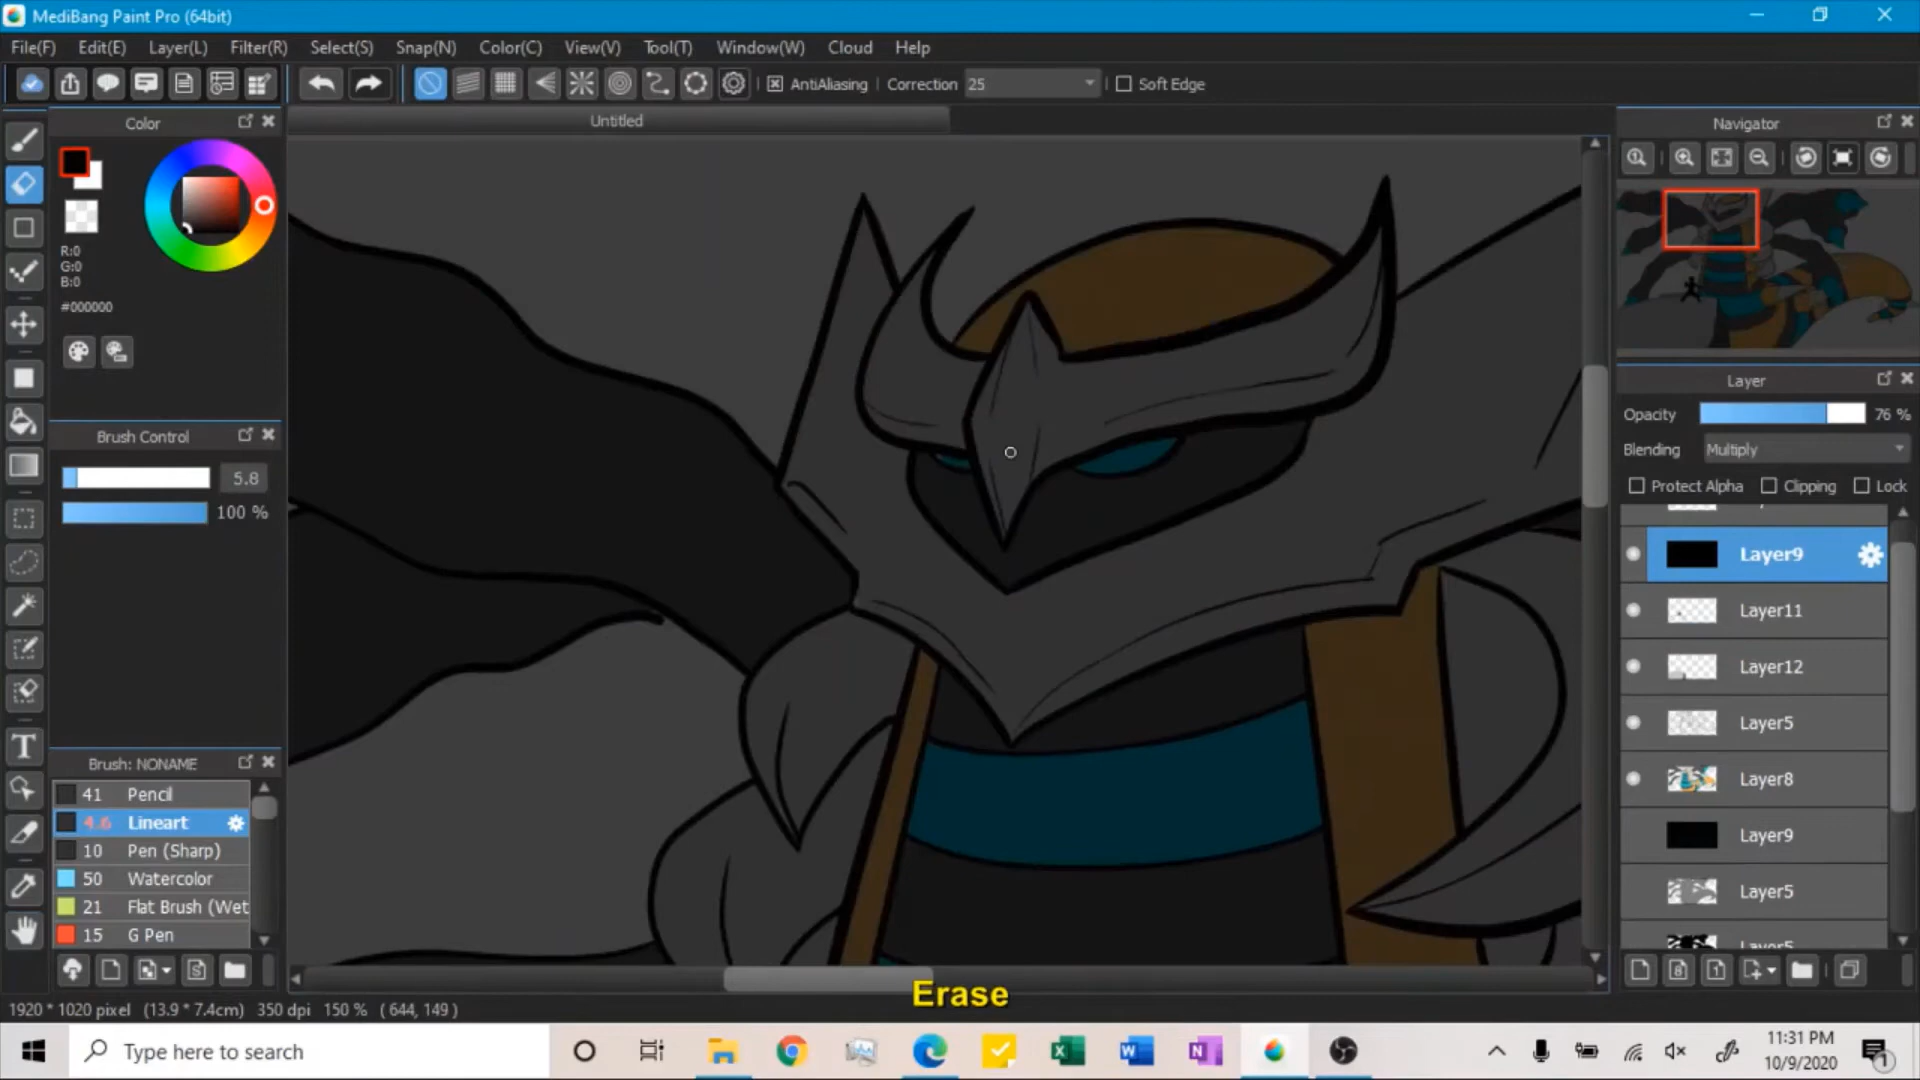 MediBang Paint Pro (64bit)
File(F) Edit(E) Layer(L) Filter(R) Select(S) Snap(N) Color(C) View(V) Tool(T) Window(W) Cloud Help
AntiAliasing Correction 25 Soft Edge
Color
Untitled
Navigator
R:0
G:0
B:0
#000000
Layer
Opacity 76 %
Brush Control
Blending Multiply
5.8
Protect Alpha Clipping Lock
100 %
Layer9
Layer11
Layer12
Layer5
Brush: NONAME
Layer8
41 Pencil
4.6 Lineart
Layer9
10 Pen (Sharp)
50 Watercolor
Layer5
21 Flat Brush (Wet
15 G Pen
Layer5
Erase
1920 * 1020 pixel (13.9 * 7.4cm) 350 dpi 150 % ( 644, 149 )
Type here to search
11:31 PM
10/9/2020
1